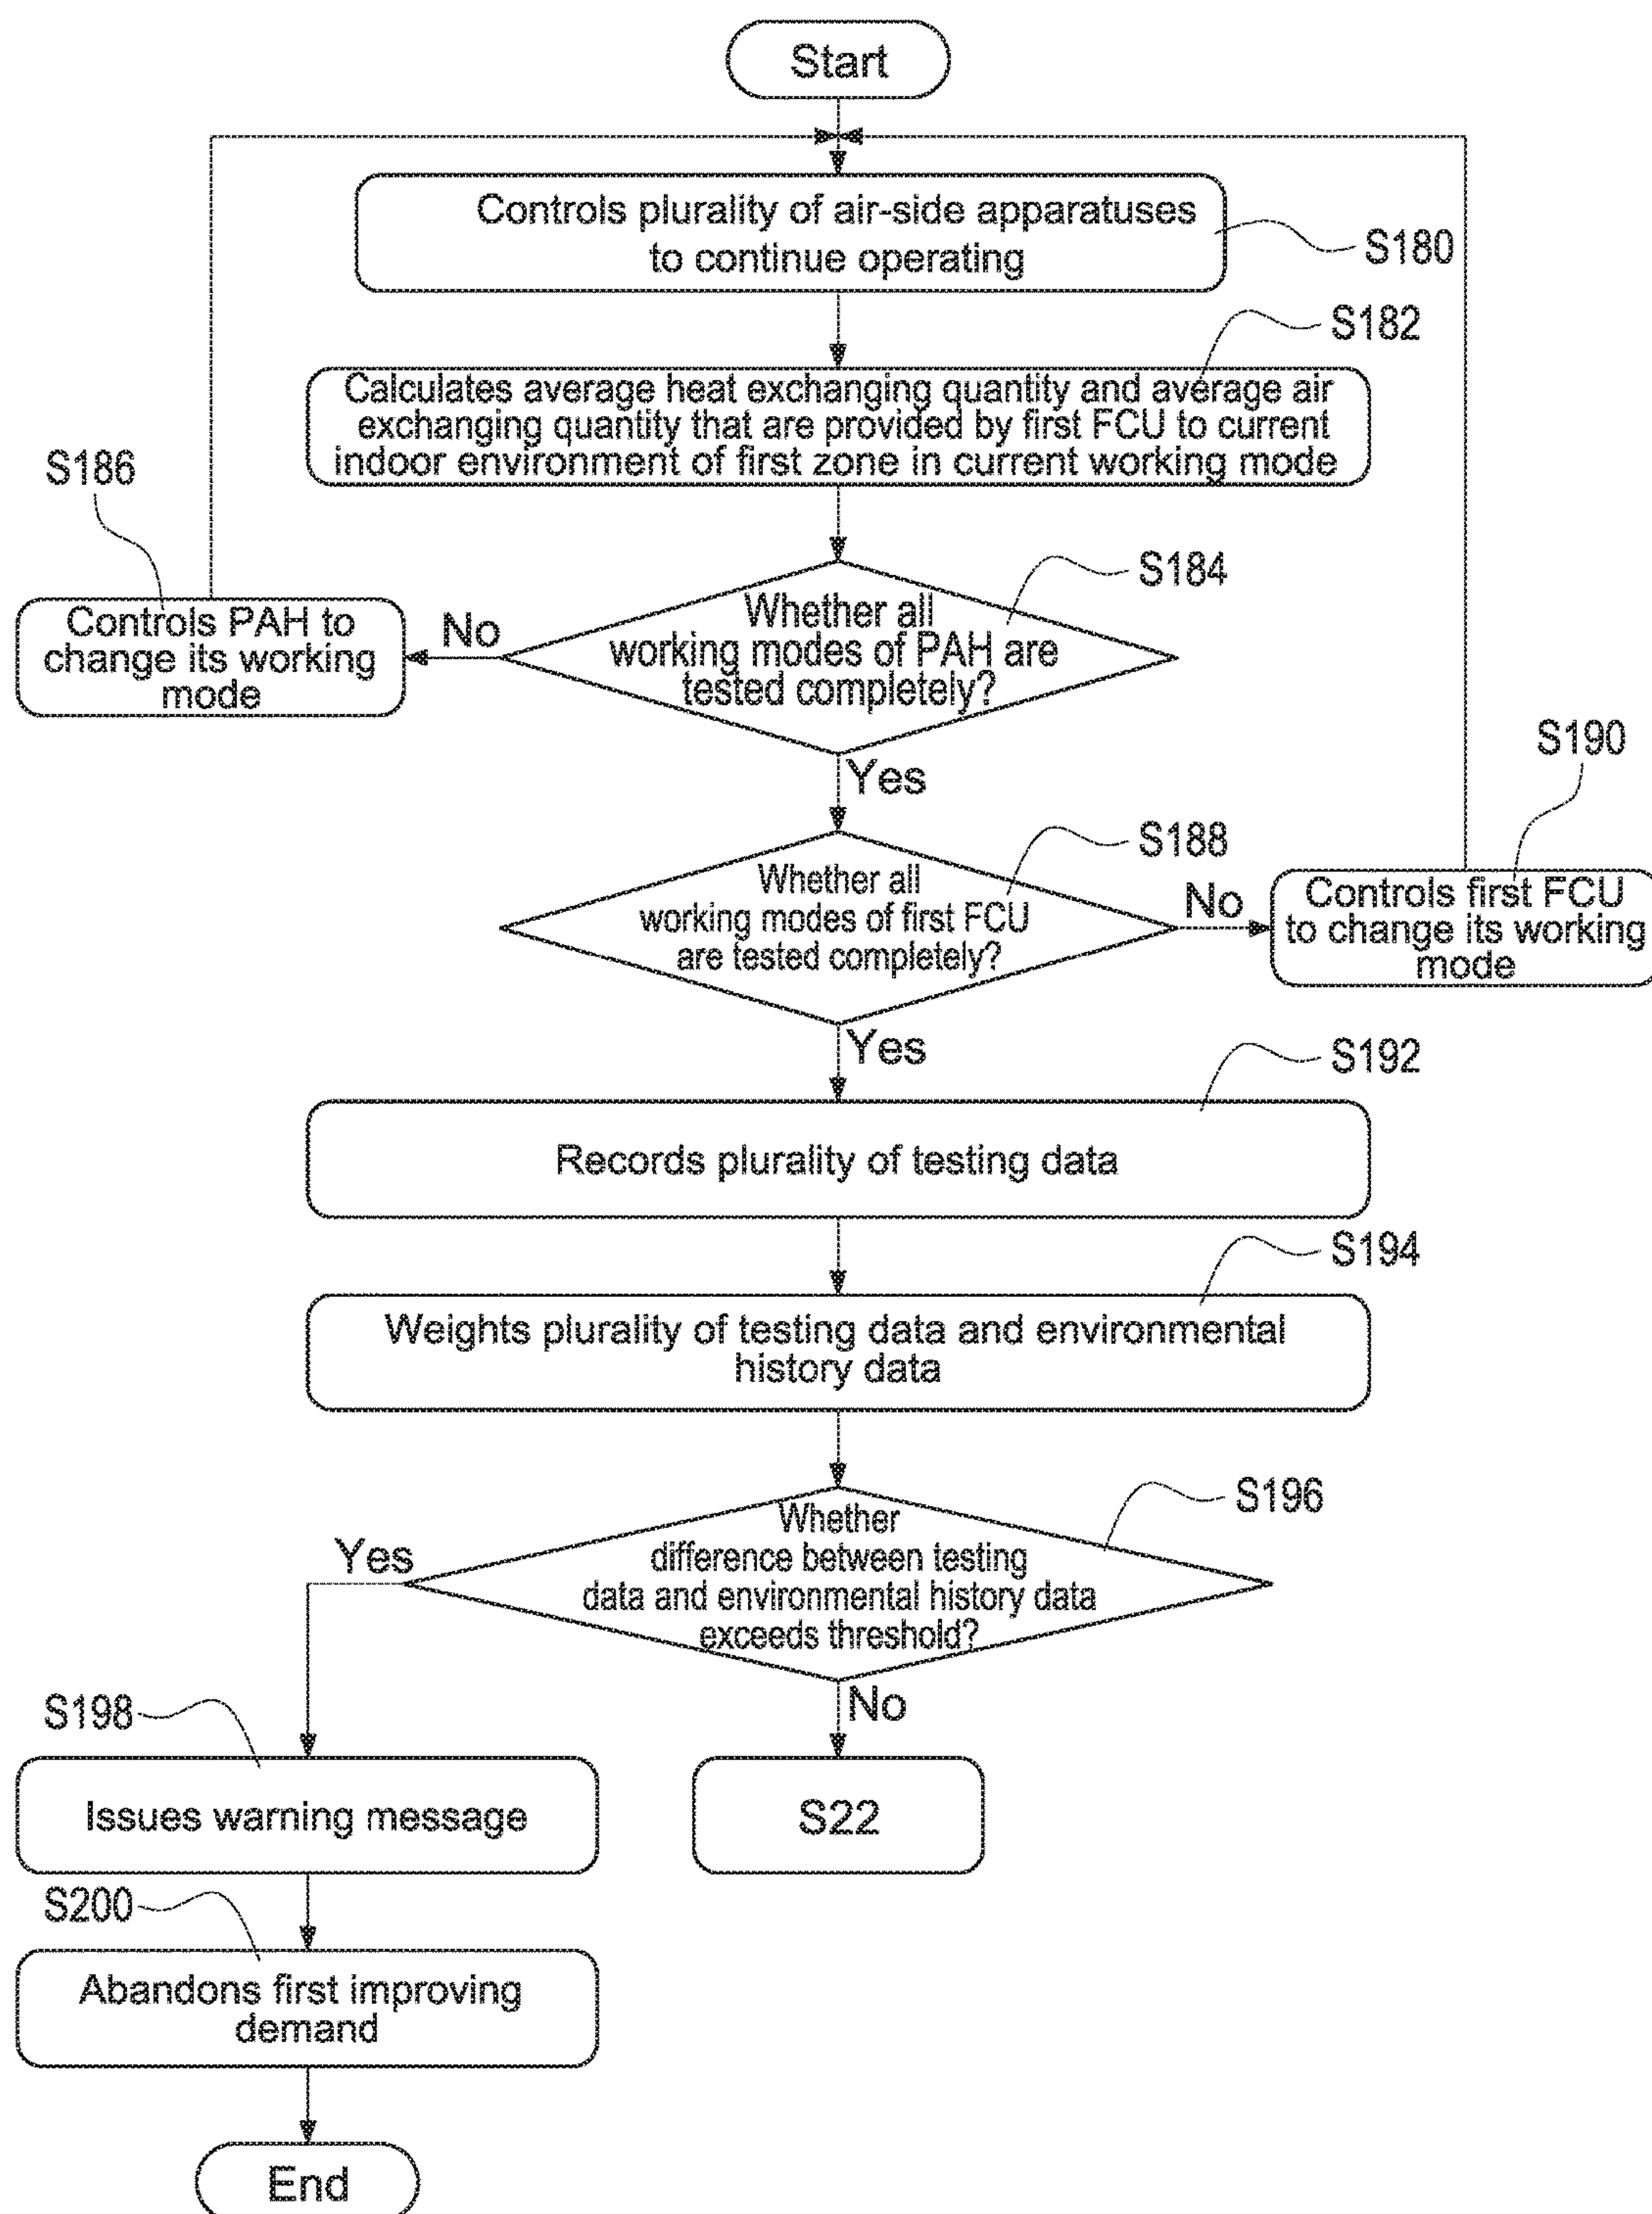 Start
Controls plurality of air-side apparatuses
to continue operating
S180
S182
Calculates average heat exchanging quantity and average air
exchanging quantity that are provided by first FCU to current
indoor environment of first zone in current working mode
S186
S184
Whether all
working modes of PAH are
tested completely?
No
Controls PAH to
change its working
mode
Yes
S190
S188
Whether all
working modes of first FCU
are tested completely?
No
Controls first FCU
to change its working
mode
Yes
S192
Records plurality of testing data
S194
Weights plurality of testing data and environmental
history data
S196
Whether
difference between testing
data and environmental history data
exceeds threshold?
Yes
No
S198
Issues warning message
S22
S200
Abandons first improving
demand
End